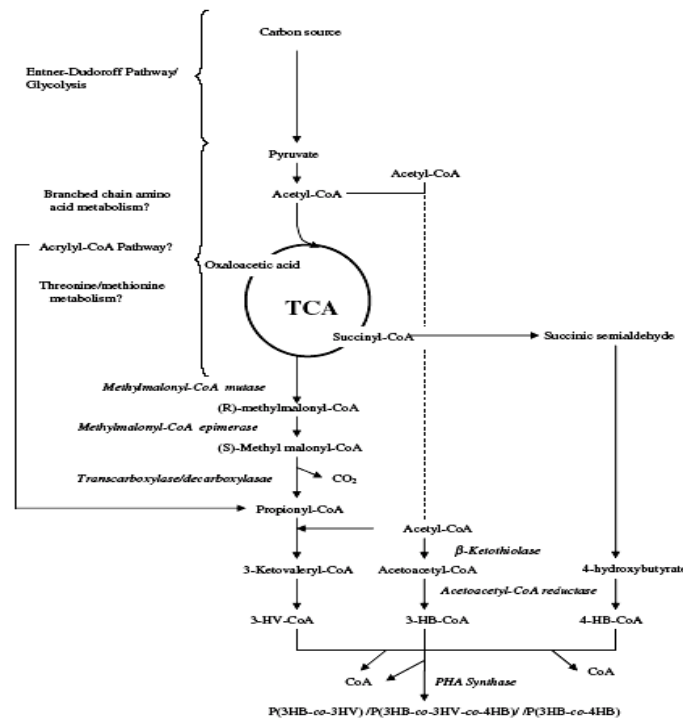 Carbon source
Entner-Dudoroff Pathway/
Glycolysis
Pyruvate
Acetyl-CoA
Acetyl-CoA
Branched chain amino
acid metabolism?
Acrylyl-CoA Pathway?
Oxaloacetic acid
Threonine/methionine
metabolism?
TCA
Succinyl-CoA
Succinic semialdehyde
Methylmalonyl-CoA mutase
(R)-methylmalonyl-CoA
Methylmalonyl-CoA epimerase
(S)-Methyl malonyl-CoA
Transcarboxylase/decarboxylasae
CO₂
Propionyl-CoA
Acetyl-CoA
β-Ketothiolase
3-Ketovaleryl-CoA
Acetoacetyl-CoA
4-hydroxybutyrate
Acetoacetyl-CoA reductase
3-HV-CoA
3-HB-CoA
4-HB-CoA
CoA
PHA Synthase
CoA
P(3HB-co-3HV) /P(3HB-co-3HV-co-4HB)/ /P(3HB-co-4HB)